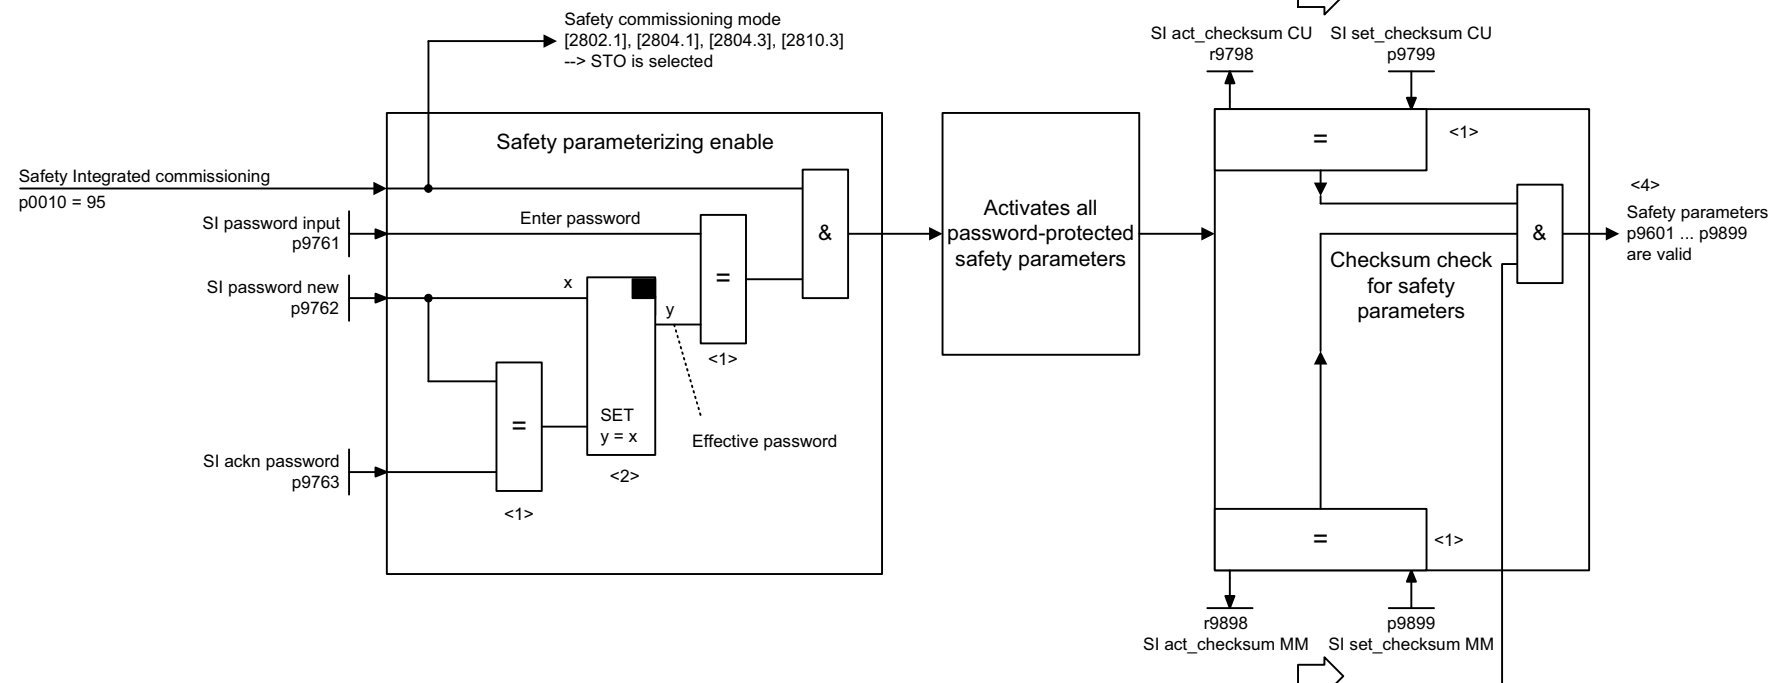 Safety commissioning mode
[2802.1], [2804.1], [2804.3], [2810.3]
--> STO is selected
SI act_checksum CU
r9798
SI set_checksum CU
p9799
Safety parameterizing enable
=
<1>
Safety Integrated commissioning
p0010 = 95
SI password input
p9761
Enter password
&
=
<1>
SI password new
p9762
x
y
SET
y = x
<2>
Effective password
=
<1>
SI ackn password
p9763
Activates all
password-protected
safety parameters
Checksum check
for safety
parameters
&
<4>
Safety parameters
p9601 ... p9899
are valid
=
<1>
r9898
SI act_checksum MM
p9899
SI set_checksum MM